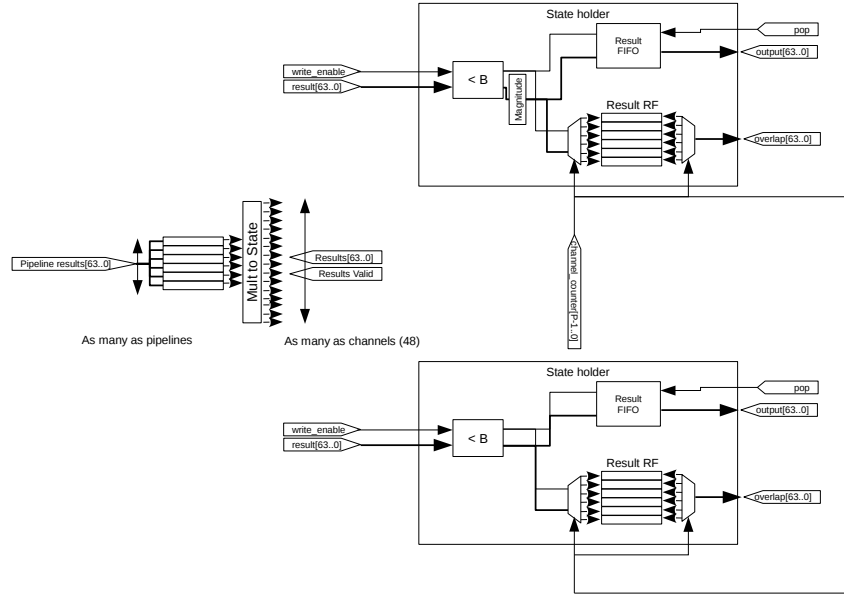 State holder
pop
Result
FIFO
output[63..0]
write_enable
< B
result[63..0]
Magnitude
Result RF
overlap[63..0]
Mult to State
Pipeline results[63..0]
Results[63..0]
Results Valid
channel_counter[P-1..0]
As many as pipelines
As many as channels (48)
State holder
pop
Result
FIFO
output[63..0]
write_enable
< B
result[63..0]
Result RF
overlap[63..0]